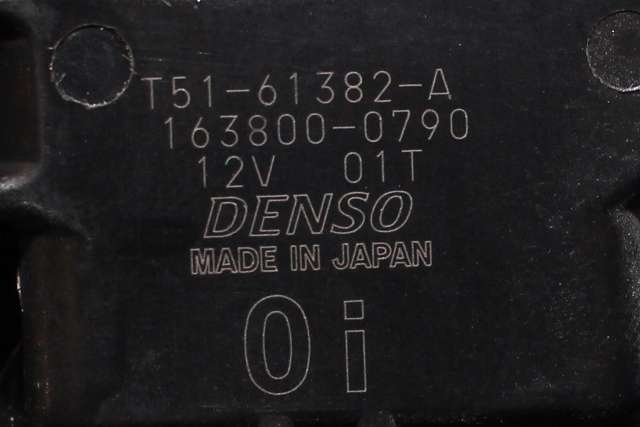 T51-61382-A
163800-0790
12V 01T
DENSO
MADE IN JAPAN
0i